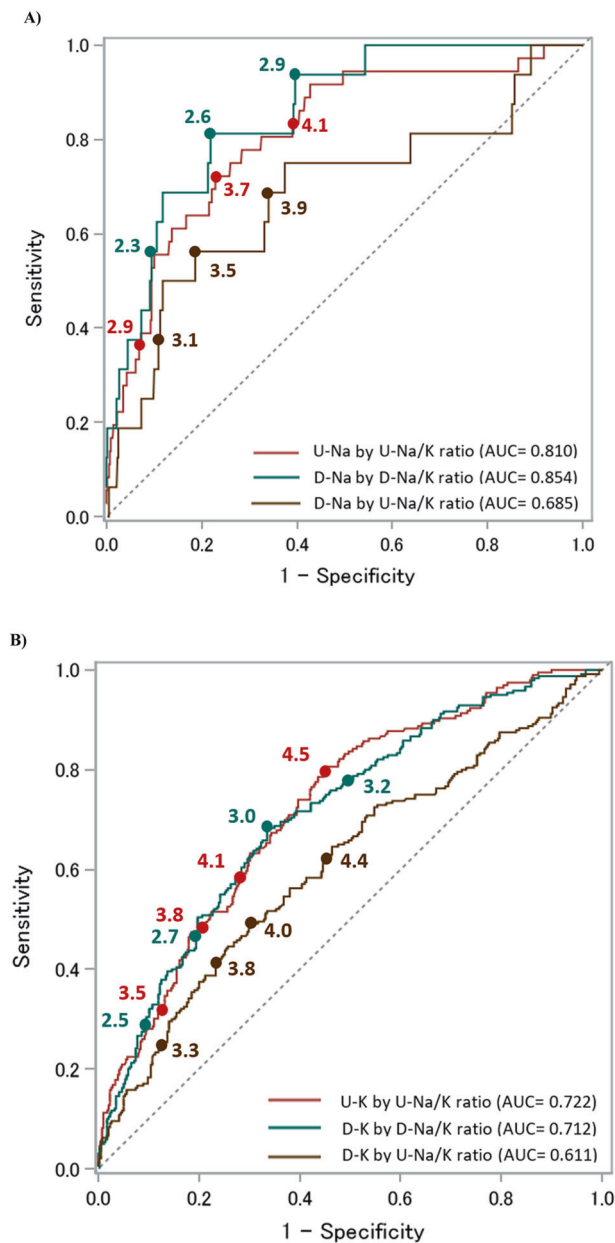 A)
1.0
2.9
2.6
4.1
0.8
3.7
3.9
Sensitivity
0.6
2.3
3.5
0.4
2.9
3.1
0.2
U-Na by U-Na/K ratio (AUC= 0.810)
D-Na by D-Na/K ratio (AUC= 0.854)
D-Na by U-Na/K ratio (AUC= 0.685)
0.0
0.0 0.2 0.4 0.6 0.8 1.0
1 - Specificity
B)
1.0
4.5
0.8
3.2
3.0
Sensitivity
0.6
4.1
4.4
3.8
2.7
4.0
0.4
3.8
3.5
2.5
3.3
0.2
U-K by U-Na/K ratio (AUC= 0.722)
D-K by D-Na/K ratio (AUC= 0.712)
D-K by U-Na/K ratio (AUC= 0.611)
0.0
0.0 0.2 0.4 0.6 0.8 1.0
1 - Specificity